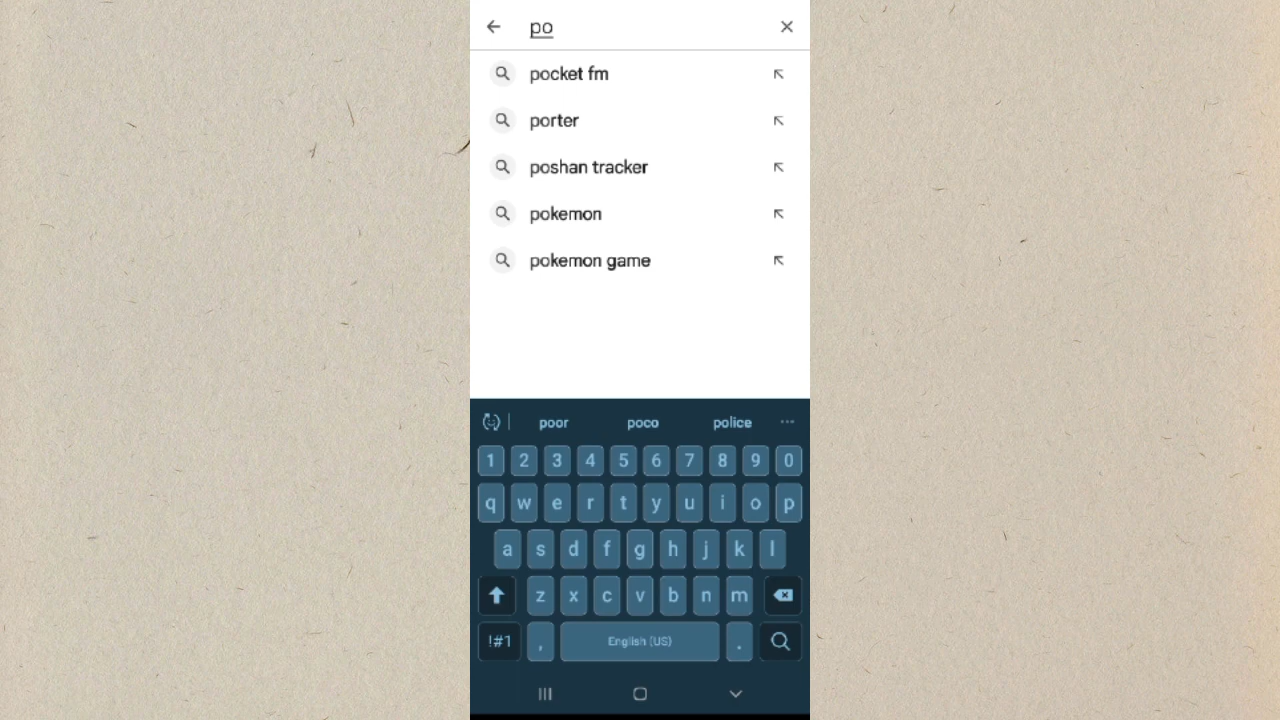 po
pocket fm
porter
poshan tracker
pokemon
pokemon game
poor poco police
1 2 3 4 5 6 7 8 9 0
q w e r t y u i o p
a s d f g h j k l
z x c v b n m
!#1 , English (US) .